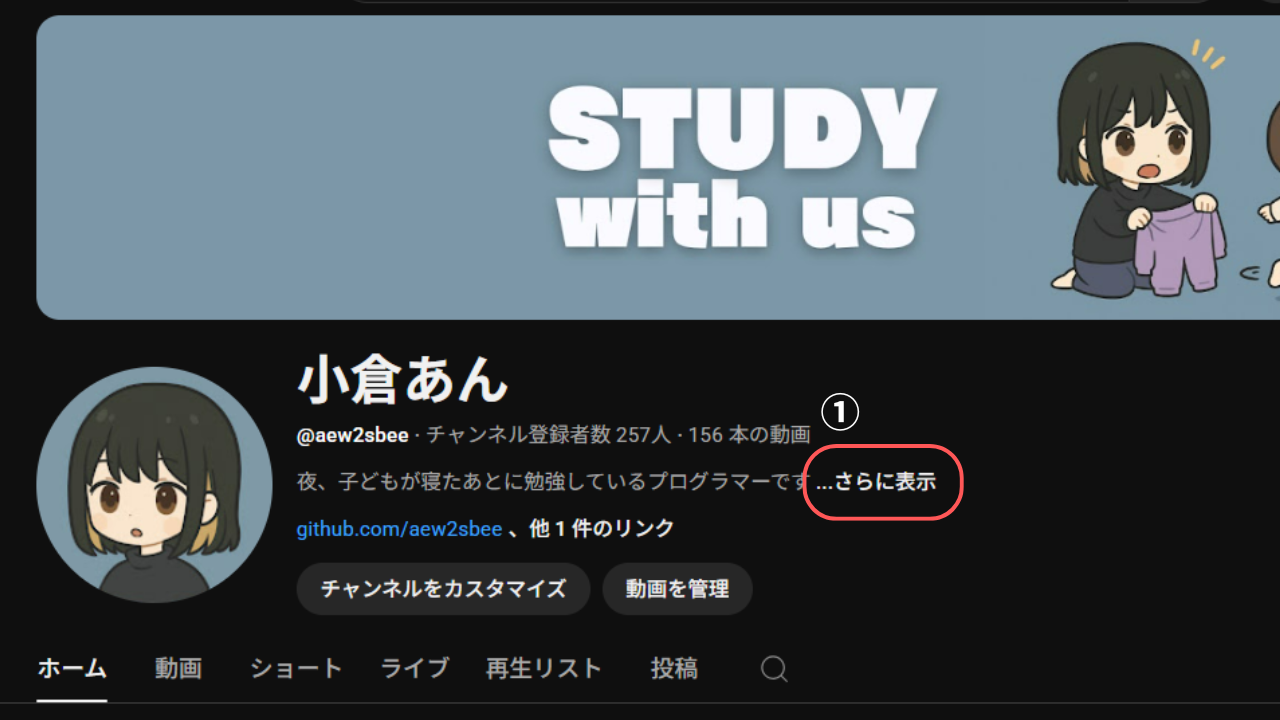 STUDY
with us
小倉あん
①
@aew2sbee · チャンネル登録者数 257人 · 156 本の動画
夜、子どもが寝たあとに勉強しているプログラマーです ...さらに表示
github.com/aew2sbee 、他 1 件のリンク
チャンネルをカスタマイズ 動画を管理
ホーム 動画 ショート ライブ 再生リスト 投稿